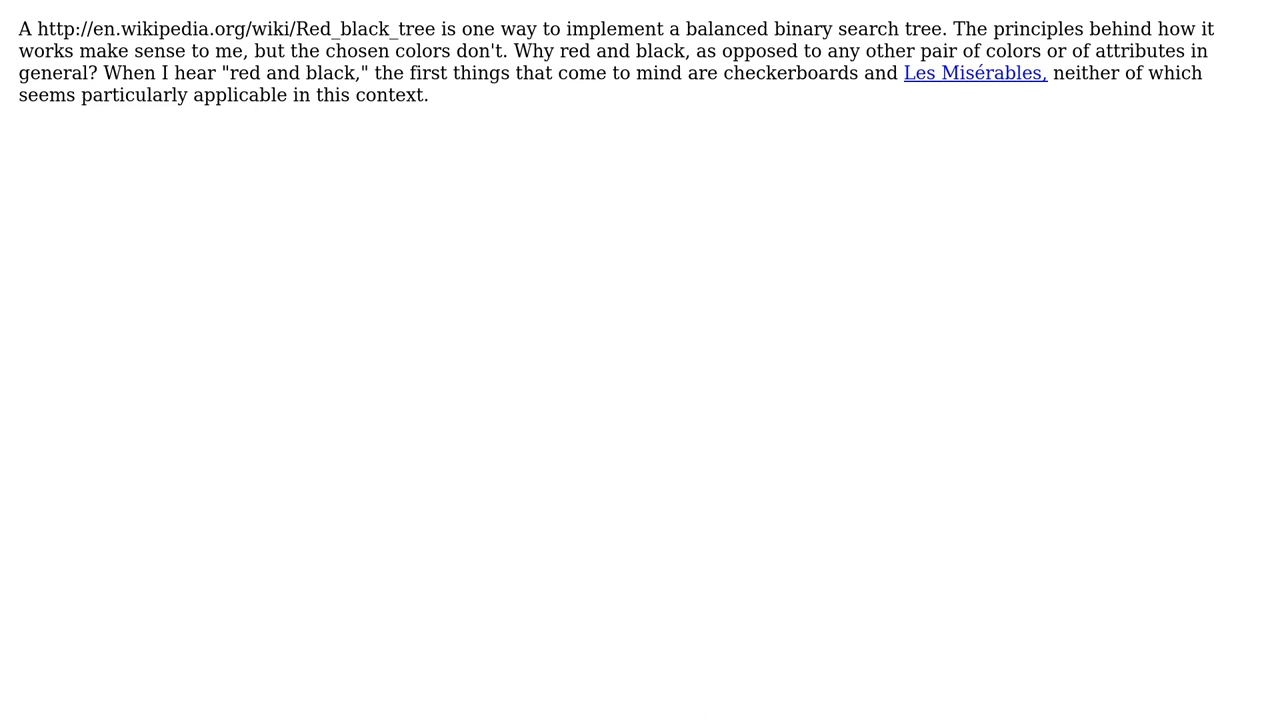 A http://en.wikipedia.org/wiki/Red_black_tree is one way to implement a balanced binary search tree. The principles behind how it
works make sense to me, but the chosen colors don't. Why red and black, as opposed to any other pair of colors or of attributes in
general? When I hear "red and black," the first things that come to mind are checkerboards and Les Misérables, neither of which
seems particularly applicable in this context.